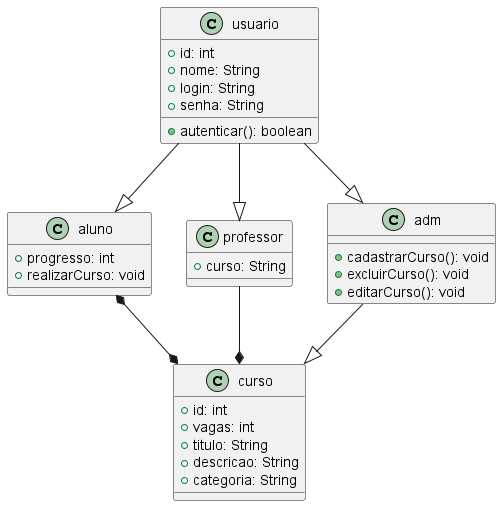 C usuario
id: int
nome: String
login: String
senha: String
autenticar(): boolean
C aluno
progresso: int
realizarCurso: void
C professor
curso: String
C adm
cadastrarCurso(): void
excluirCurso(): void
editarCurso(): void
C curso
id: int
vagas: int
titulo: String
descricao: String
categoria: String